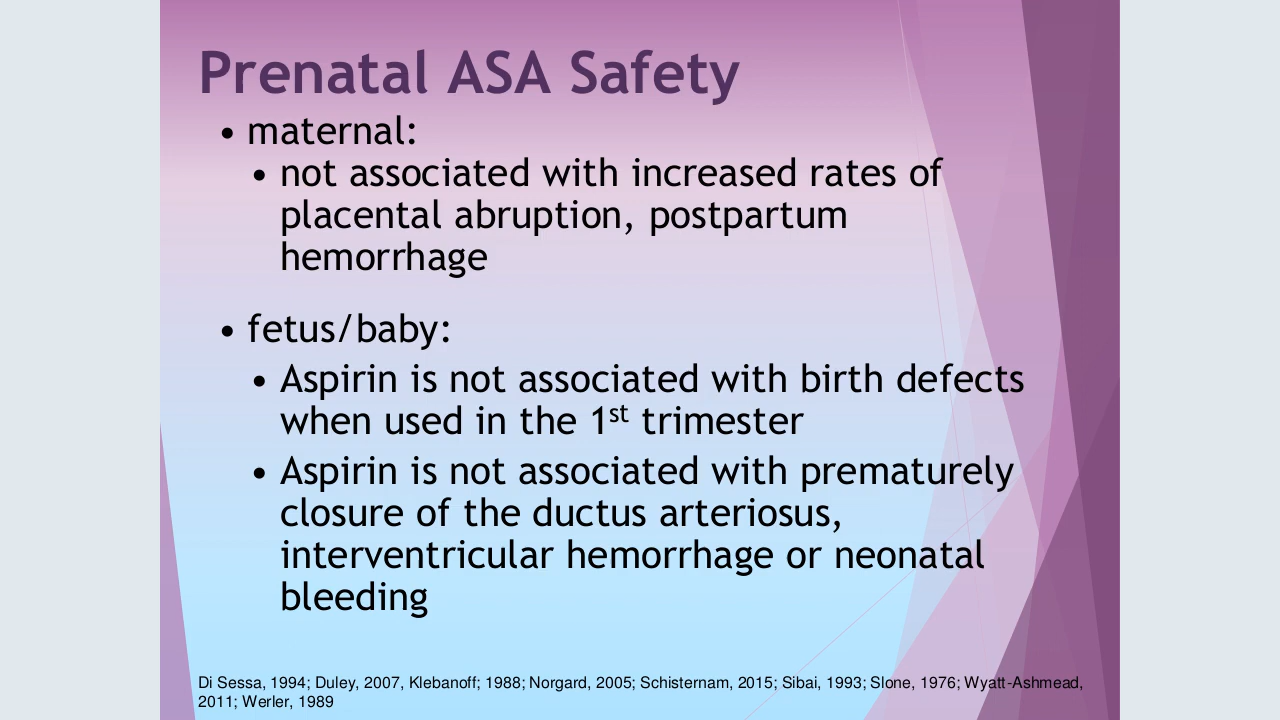 Prenatal ASA Safety
• maternal:
• not associated with increased rates of
placental abruption, postpartum
hemorrhage
• fetus/baby:
• Aspirin is not associated with birth defects
when used in the 1st trimester
• Aspirin is not associated with prematurely
closure of the ductus arteriosus,
interventricular hemorrhage or neonatal
bleeding
Di Sessa, 1994; Duley, 2007, Klebanoff; 1988; Norgard, 2005; Schisternam, 2015; Sibai, 1993; Slone, 1976; Wyatt-Ashmead,
2011; Werler, 1989